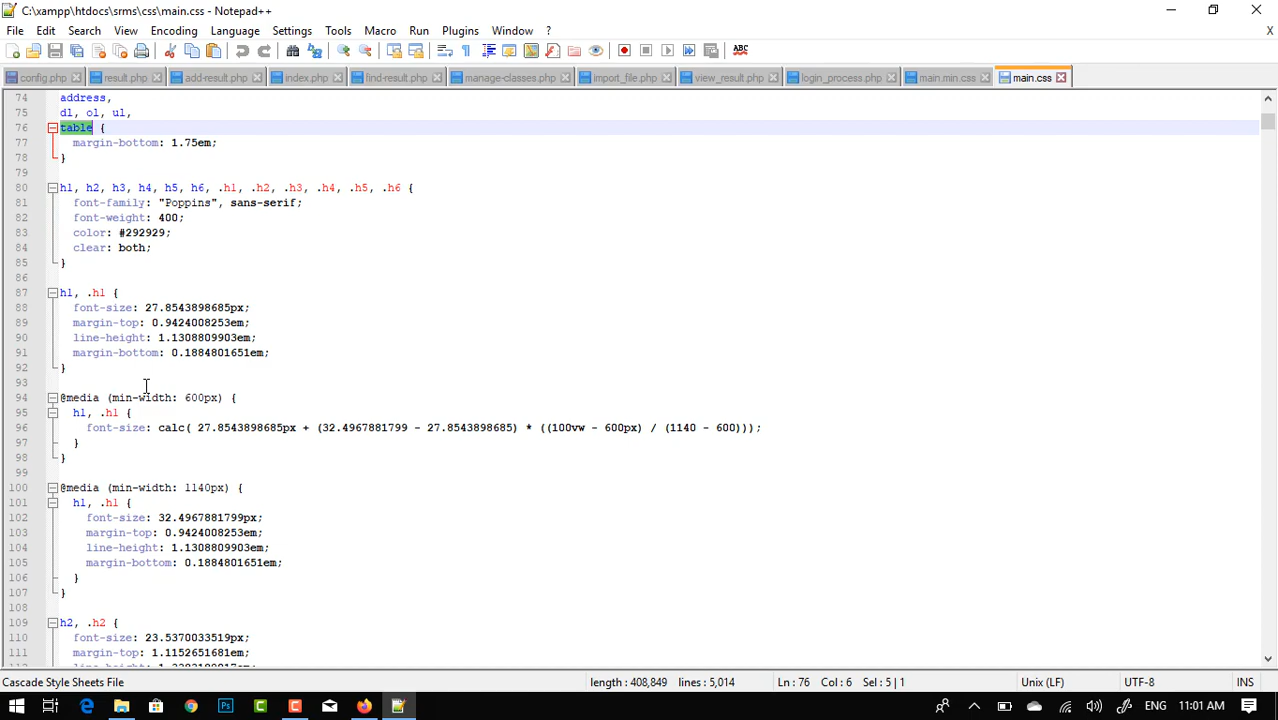 C:\xampp\htdocs\srms\css\main.css - Notepad++
File Edit Search View Encoding Language Settings Tools Macro Run Plugins Window ?
X
ABC
config.php result.php add-result.php index.php find-result.php manage-classes.php import_file.php view_result.php login_process.php main.min.css main.css
74 address,
75 dl, ol, ul,
76 table {
77 margin-bottom: 1.75em;
78 }
79
80 h1, h2, h3, h4, h5, h6, .h1, .h2, .h3, .h4, .h5, .h6 {
81 font-family: "Poppins", sans-serif;
82 font-weight: 400;
83 color: #292929;
84 clear: both;
85 }
86
87 h1, .h1 {
88 font-size: 27.8543898685px;
89 margin-top: 0.9424008253em;
90 line-height: 1.1308809903em;
91 margin-bottom: 0.1884801651em;
92 }
93
94 @media (min-width: 600px) {
95 h1, .h1 {
96 font-size: calc( 27.8543898685px + (32.4967881799 - 27.8543898685) * ((100vw - 600px) / (1140 - 600)));
97 }
98 }
99
100 @media (min-width: 1140px) {
101 h1, .h1 {
102 font-size: 32.4967881799px;
103 margin-top: 0.9424008253em;
104 line-height: 1.1308809903em;
105 margin-bottom: 0.1884801651em;
106 }
107 }
108
109 h2, .h2 {
110 font-size: 23.5370033519px;
111 margin-top: 1.1152651681em;
Cascade Style Sheets File length : 408,849 lines : 5,014 Ln : 76 Col : 6 Sel : 5 | 1 Unix (LF) UTF-8 INS
Ps C C ENG 11:01 AM